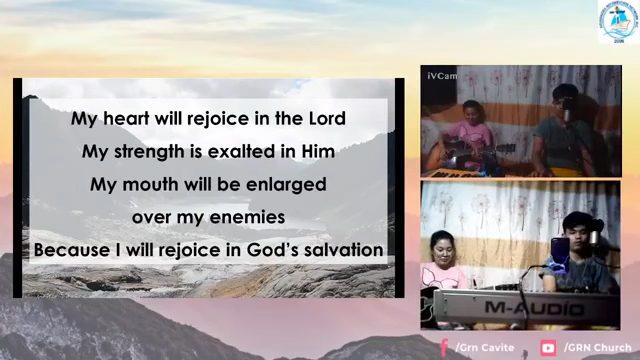 My heart will rejoice in the Lord
My strength is exalted in Him
My mouth will be enlarged
over my enemies
Because I will rejoice in God's salvation
iVCam
M-AUDIO
/Grn Cavite
/GRN Church